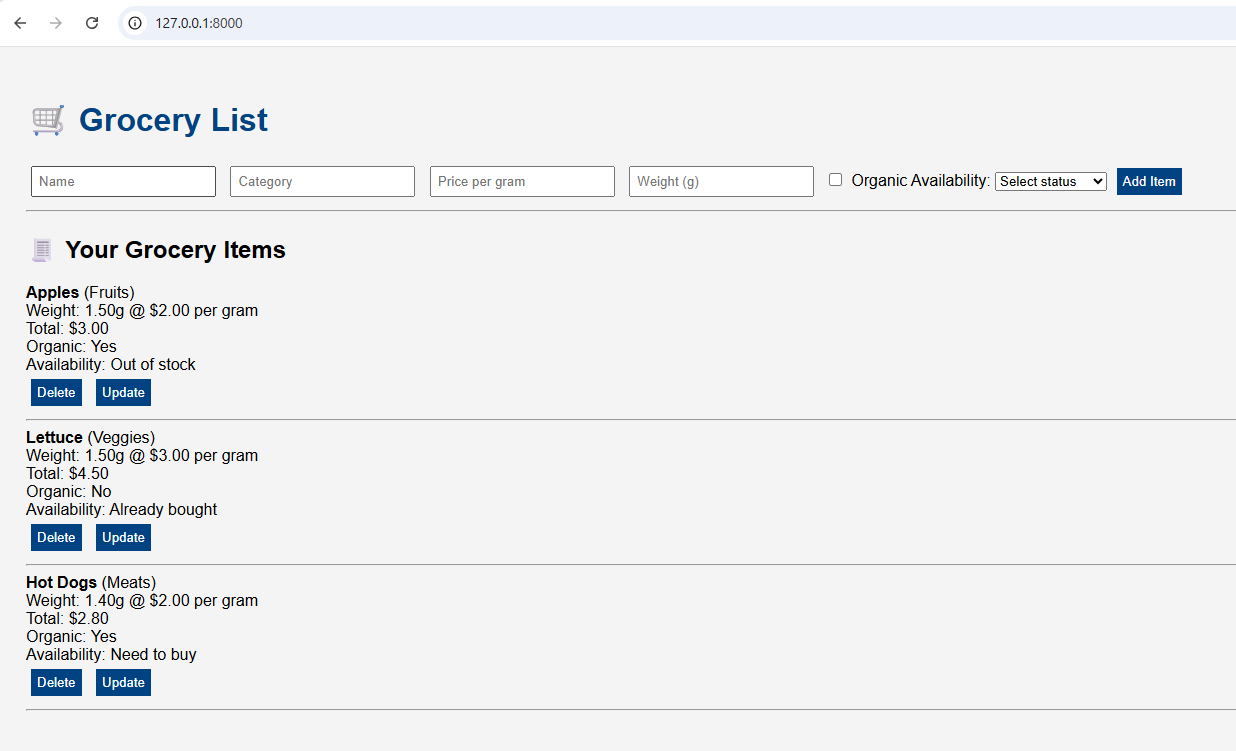 127.0.0.1:8000
Grocery List
Name Category Price per gram Weight (g) Organic Availability: Select status Add Item
Your Grocery Items
Apples (Fruits)
Weight: 1.50g @ $2.00 per gram
Total: $3.00
Organic: Yes
Availability: Out of stock
Delete Update
Lettuce (Veggies)
Weight: 1.50g @ $3.00 per gram
Total: $4.50
Organic: No
Availability: Already bought
Delete Update
Hot Dogs (Meats)
Weight: 1.40g @ $2.00 per gram
Total: $2.80
Organic: Yes
Availability: Need to buy
Delete Update